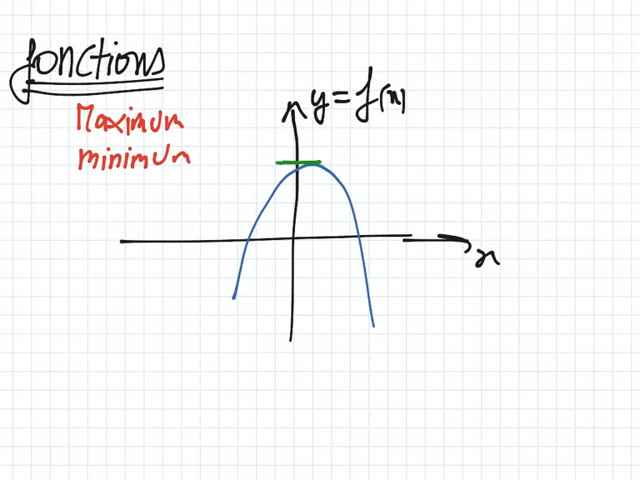 fonctions
Maximum
minimum
y = f(x)
x